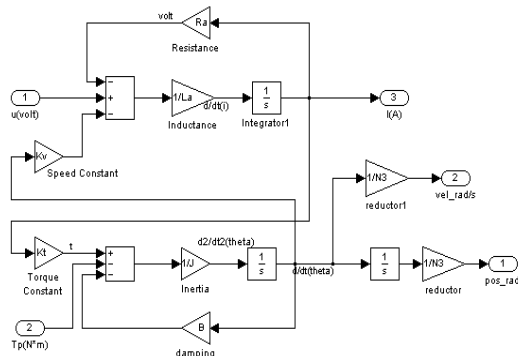 volt
Ra
Resistance
1
u(volt)
−
+
−
1/La
d/dt(i)
Inductance
1
s
Integrator1
3
I(A)
Kv
Speed Constant
1/N3
reductor1
2
vel_rad/s
Kt
t
Torque
Constant
+
−
−
1/J
Inertia
d2/dt2(theta)
1
s
d/dt(theta)
1
s
1/N3
reductor
1
pos_rad
2
Tp(N*m)
B
damping